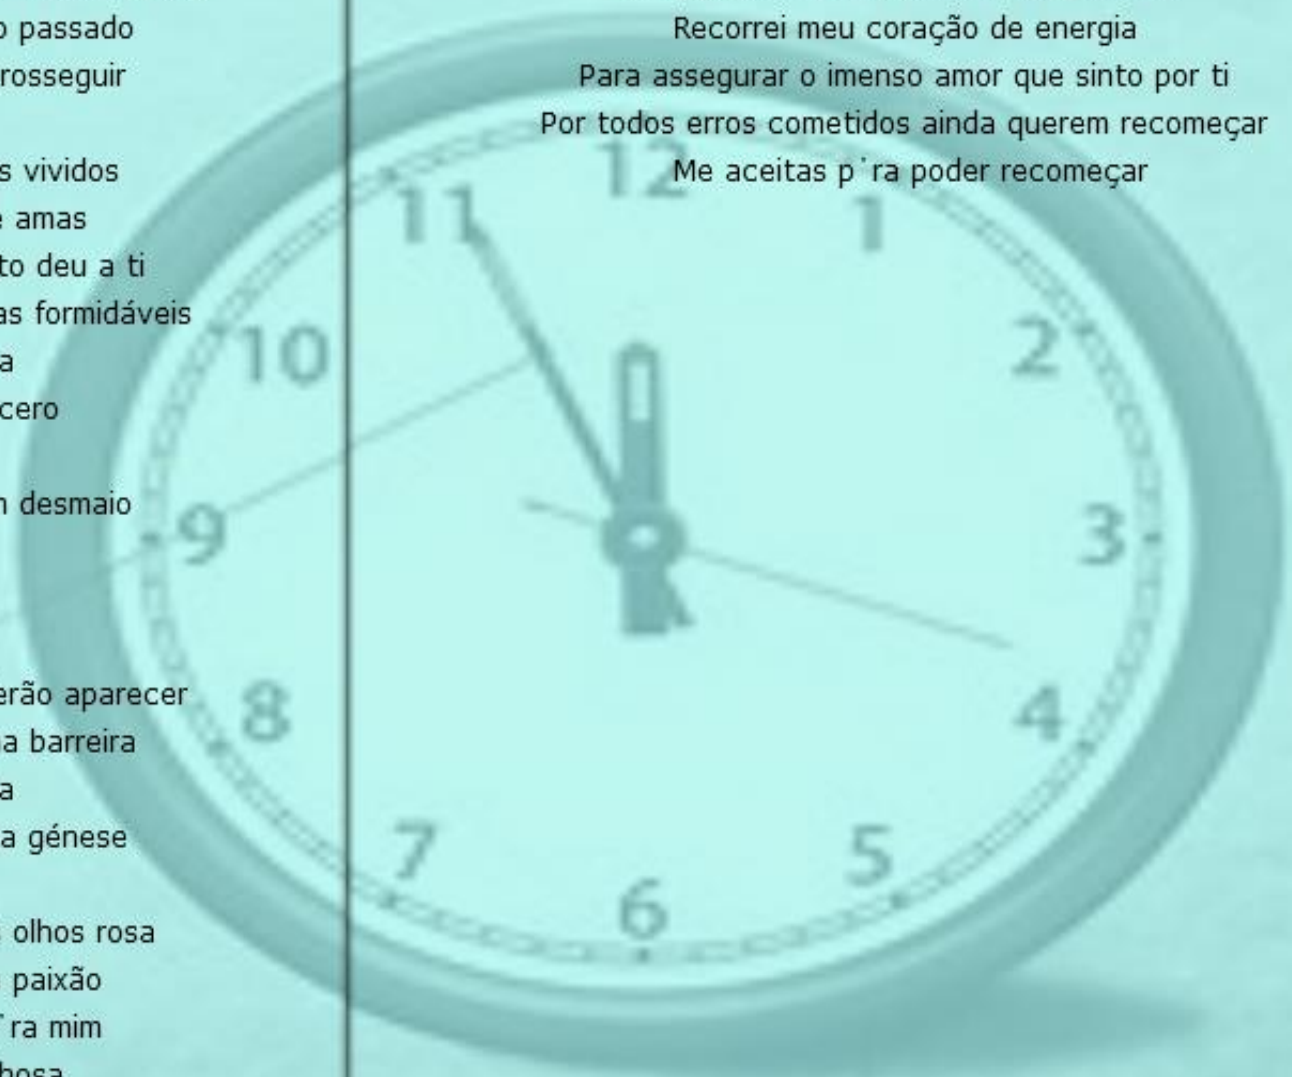 o passado
rosseguir
s vividos
e amas
to deu a ti
as formidáveis
a
cero
desmaio
erão aparecer
a barreira
a
a génese
olhos rosa
paixão
´ra mim
Recorrei meu coração de energia
Para assegurar o imenso amor que sinto por ti
Por todos erros cometidos ainda querem recomeçar
Me aceitas p´ra poder recomeçar
12
11
1
10
2
9
3
8
4
7
5
6